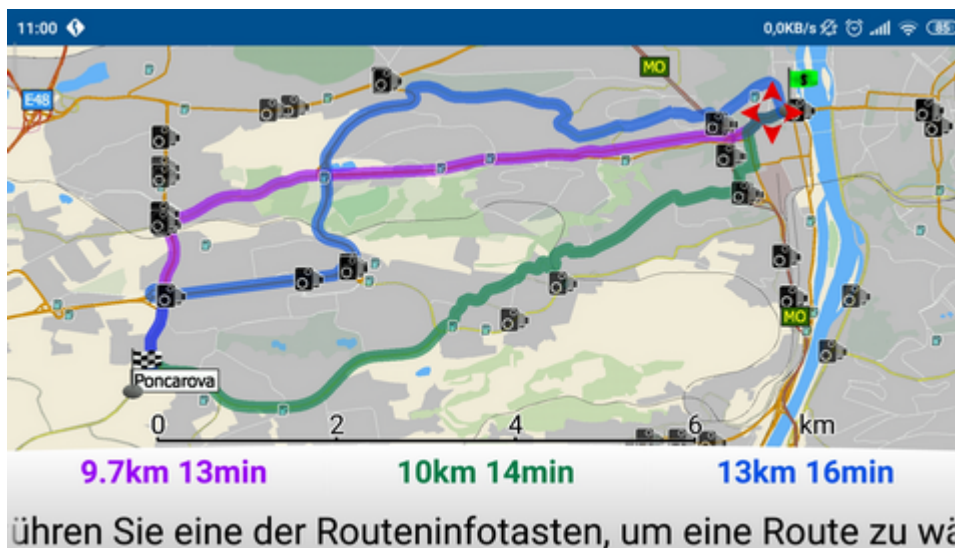 11:00 0,0KB/s 85
MO
E48
MO
Poncarova
0 2 4 6 km
9.7km 13min 10km 14min 13km 16min
ühren Sie eine der Routeninfotasten, um eine Route zu wä